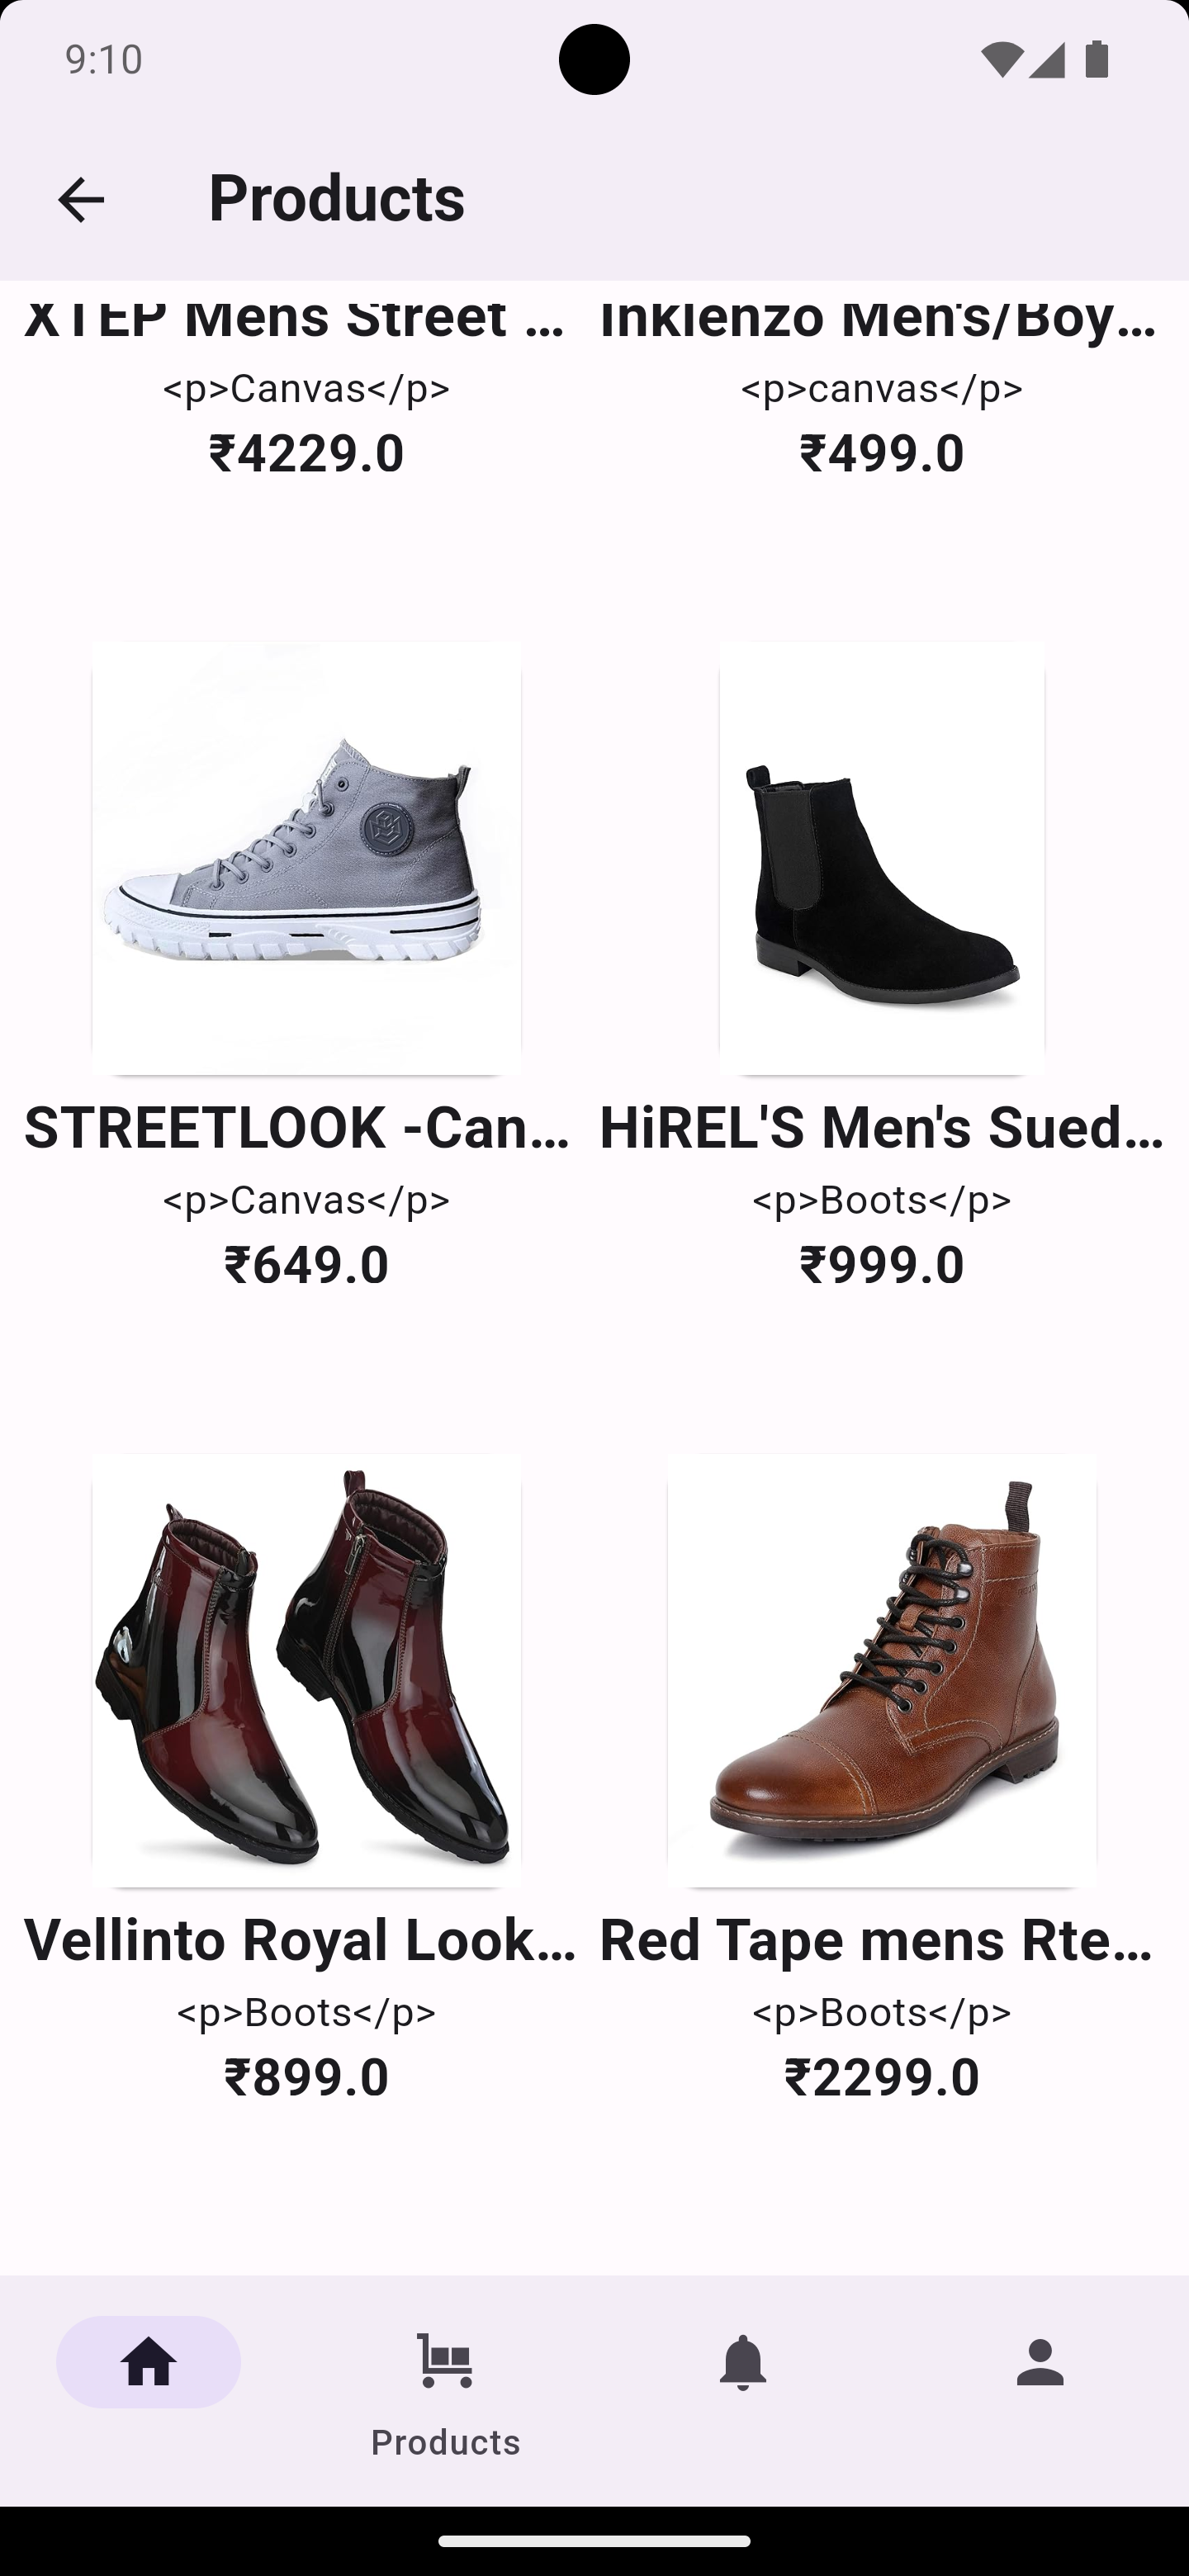 9:10
Products
XTEP Mens Street ...
Inklenzo Men's/Boy...
<p>Canvas</p>
<p>canvas</p>
₹4229.0
₹499.0
STREETLOOK -Can...
HiREL'S Men's Sued...
<p>Canvas</p>
<p>Boots</p>
₹649.0
₹999.0
Vellinto Royal Look...
Red Tape mens Rte...
<p>Boots</p>
<p>Boots</p>
₹899.0
₹2299.0
Products